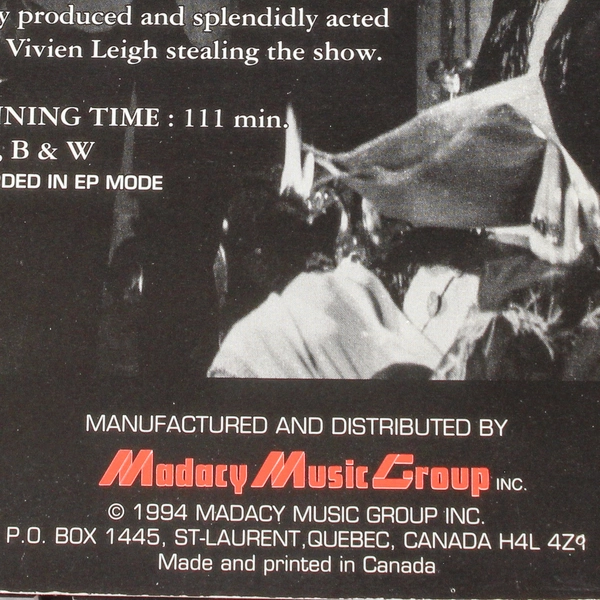 y produced and splendidly acted
Vivien Leigh stealing the show.
NING TIME : 111 min.
, B & W
DED IN EP MODE
MANUFACTURED AND DISTRIBUTED BY
Madacy Music Group INC.
© 1994 MADACY MUSIC GROUP INC.
P.O. BOX 1445, ST-LAURENT,QUEBEC, CANADA H4L 4Z9
Made and printed in Canada